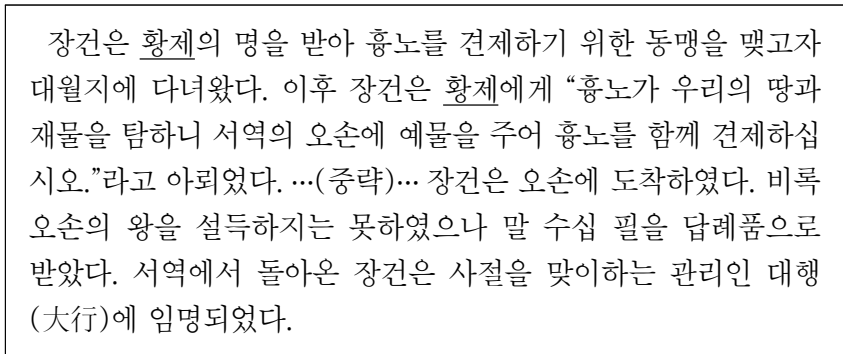 장건은 황제의 명을 받아 흉노를 견제하기 위한 동맹을 맺고자
대월지에 다녀왔다. 이후 장건은 황제에게 “흉노가 우리의 땅과
재물을 탐하니 서역의 오손에 예물을 주어 흉노를 함께 견제하십
시오.”라고 아뢰었다. …(중략)… 장건은 오손에 도착하였다. 비록
오손의 왕을 설득하지는 못하였으나 말 수십 필을 답례품으로
받았다. 서역에서 돌아온 장건은 사절을 맞이하는 관리인 대행
(大行)에 임명되었다.